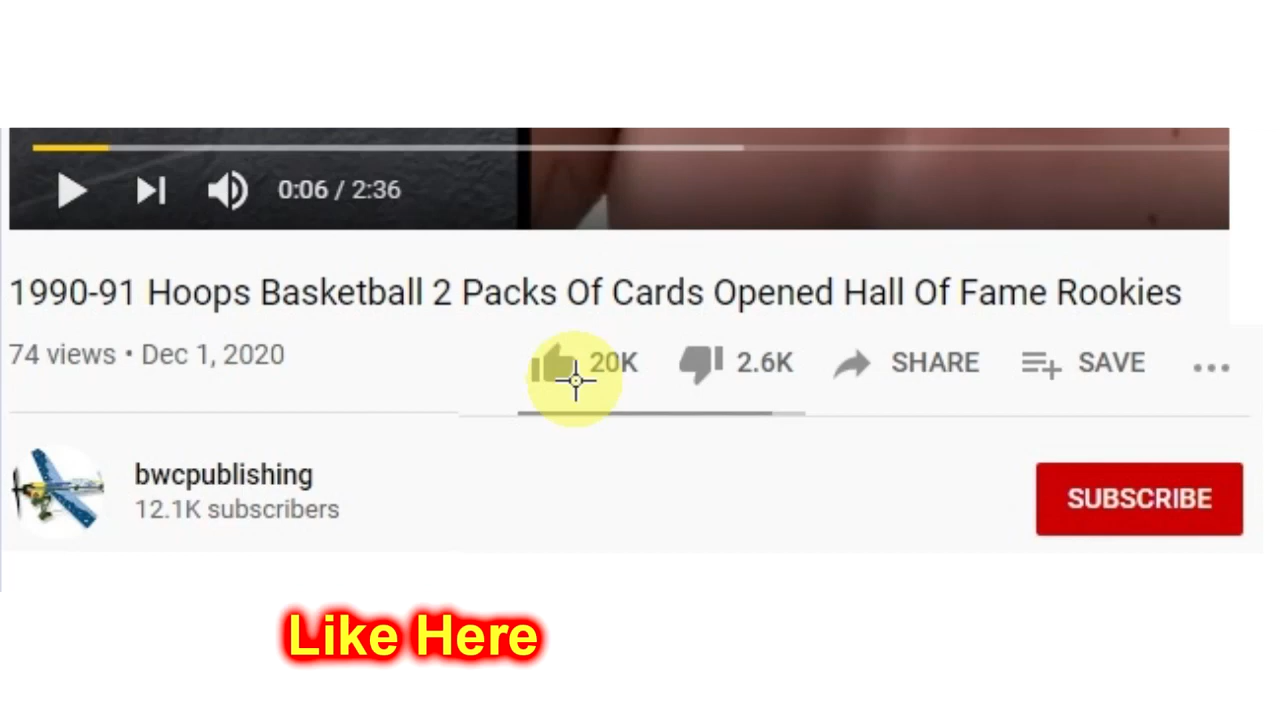 0:06 / 2:36
1990-91 Hoops Basketball 2 Packs Of Cards Opened Hall Of Fame Rookies
74 views • Dec 1, 2020 20K 2.6K SHARE SAVE
bwcpublishing
12.1K subscribers
SUBSCRIBE
Like Here